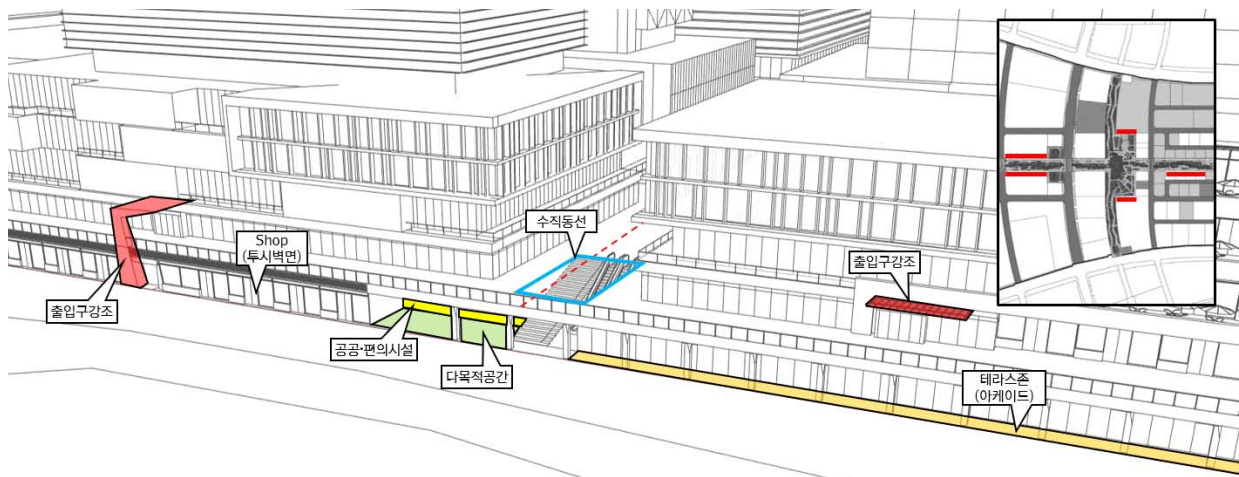 수직동선
Shop
(투시벽면)
출입구강조
출입구강조
공공·편의시설
다목적공간
테라스존
(아케이드)